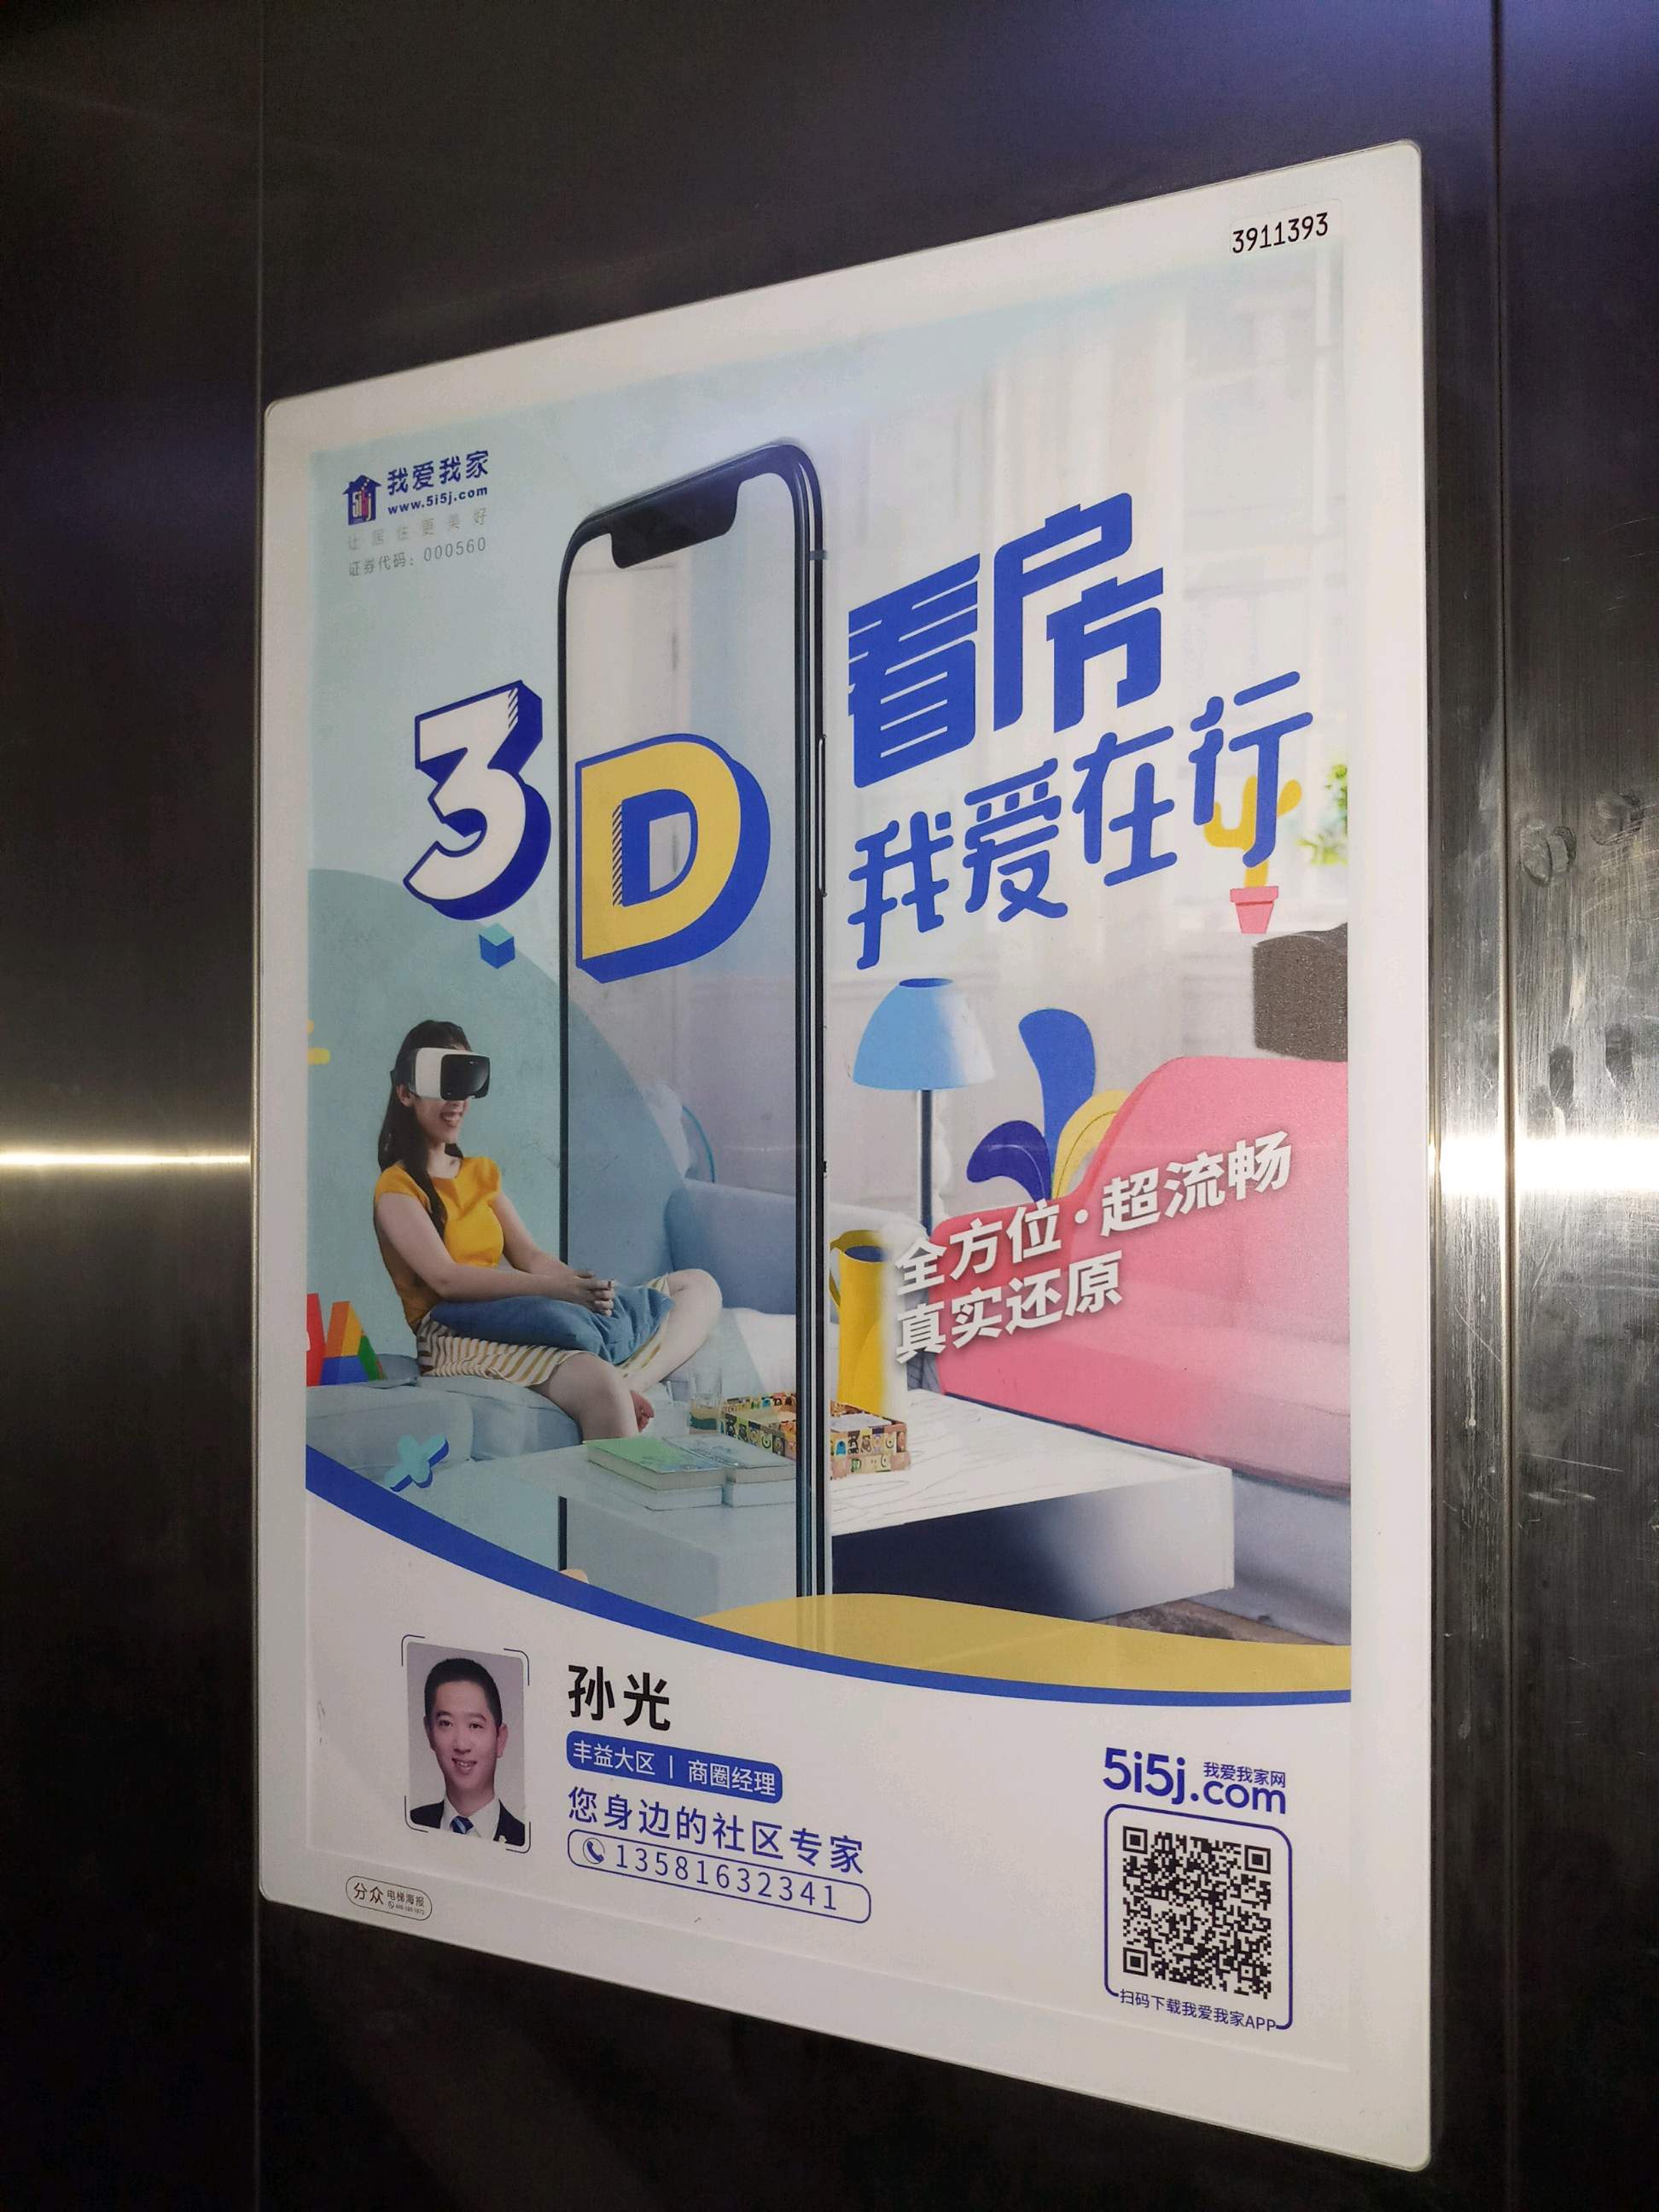 3911393
我爱我家
www.5i5j.com
让居住更美好
证券代码：000560
3D
看房
我爱在行
全方位·超流畅
真实还原
孙光
丰益大区 | 商圈经理
您身边的社区专家
13581632341
5i5j.com
我爱我家网
扫码下载我爱我家APP
分众 电梯海报